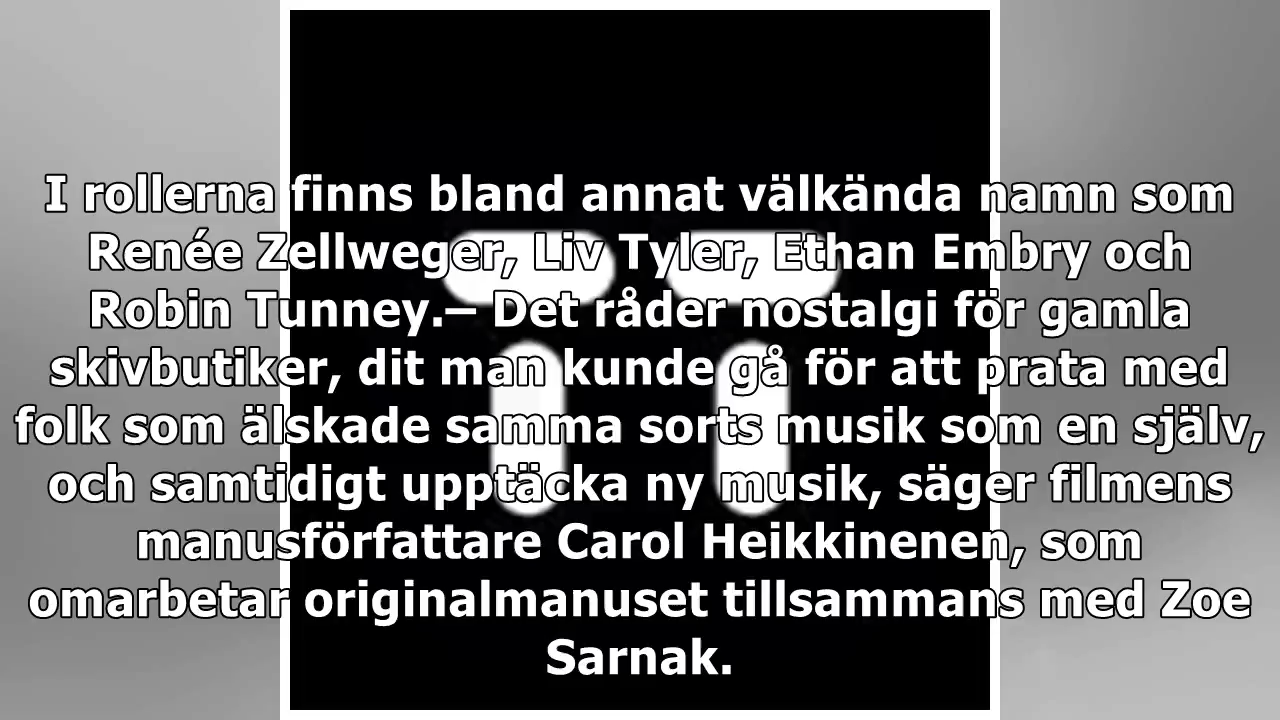 I rollerna finns bland annat välkända namn som
Renée Zellweger, Liv Tyler, Ethan Embry och
Robin Tunney.– Det råder nostalgi för gamla
skivbutiker, dit man kunde gå för att prata med
folk som älskade samma sorts musik som en själv,
och samtidigt upptäcka ny musik, säger filmens
manusförfattare Carol Heikkinenen, som
omarbetar originalmanuset tillsammans med Zoe
Sarnak.